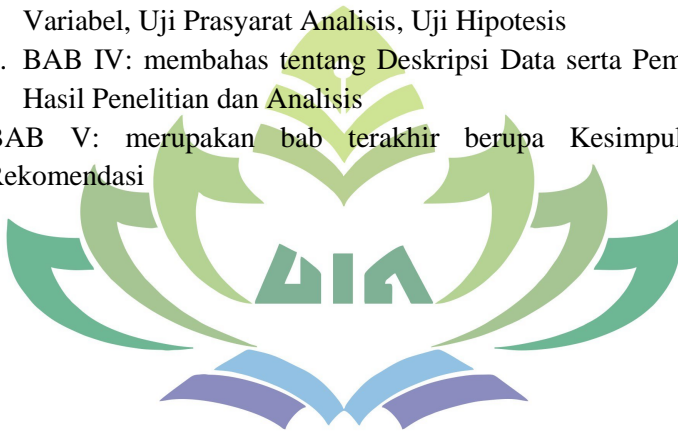 Variabel, Uji Prasyarat Analisis, Uji Hipotesis
. BAB IV: membahas tentang Deskripsi Data serta Pem
Hasil Penelitian dan Analisis
BAB V: merupakan bab terakhir berupa Kesimpul
Rekomendasi
UIN